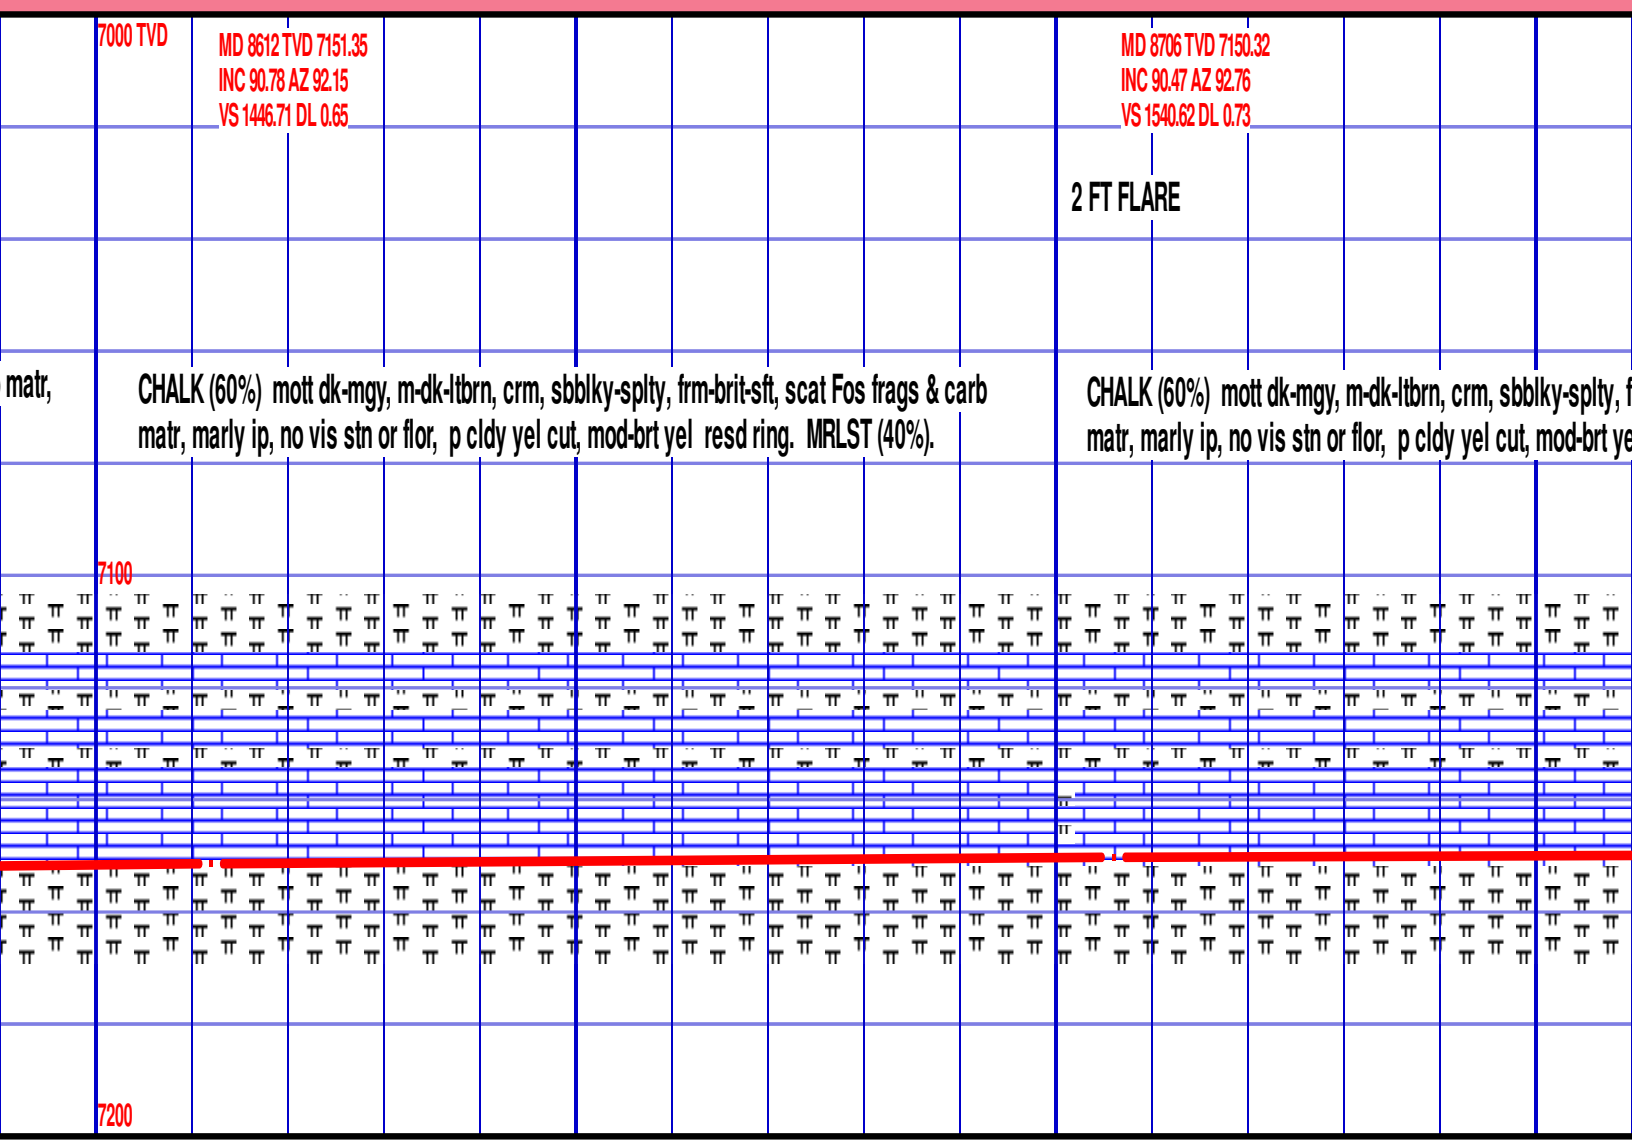 7000 TVD
MD 8612 TVD 7151.35
INC 90.78 AZ 92.15
VS 1446.71 DL 0.65
MD 8706 TVD 7150.32
INC 90.47 AZ 92.76
VS 1540.62 DL 0.73
2 FT FLARE
matr,
CHALK (60%) mott dk-mgy, m-dk-ltbrn, crm, sbblky-splty, frm-brit-sft, scat Fos frags & carb
matr, marly ip, no vis stn or flor, p cldy yel cut, mod-brt yel resd ring. MRLST (40%).
CHALK (60%) mott dk-mgy, m-dk-ltbrn, crm, sbblky-splty,
matr, marly ip, no vis stn or flor, p cldy yel cut, mod-brt
7100
7200